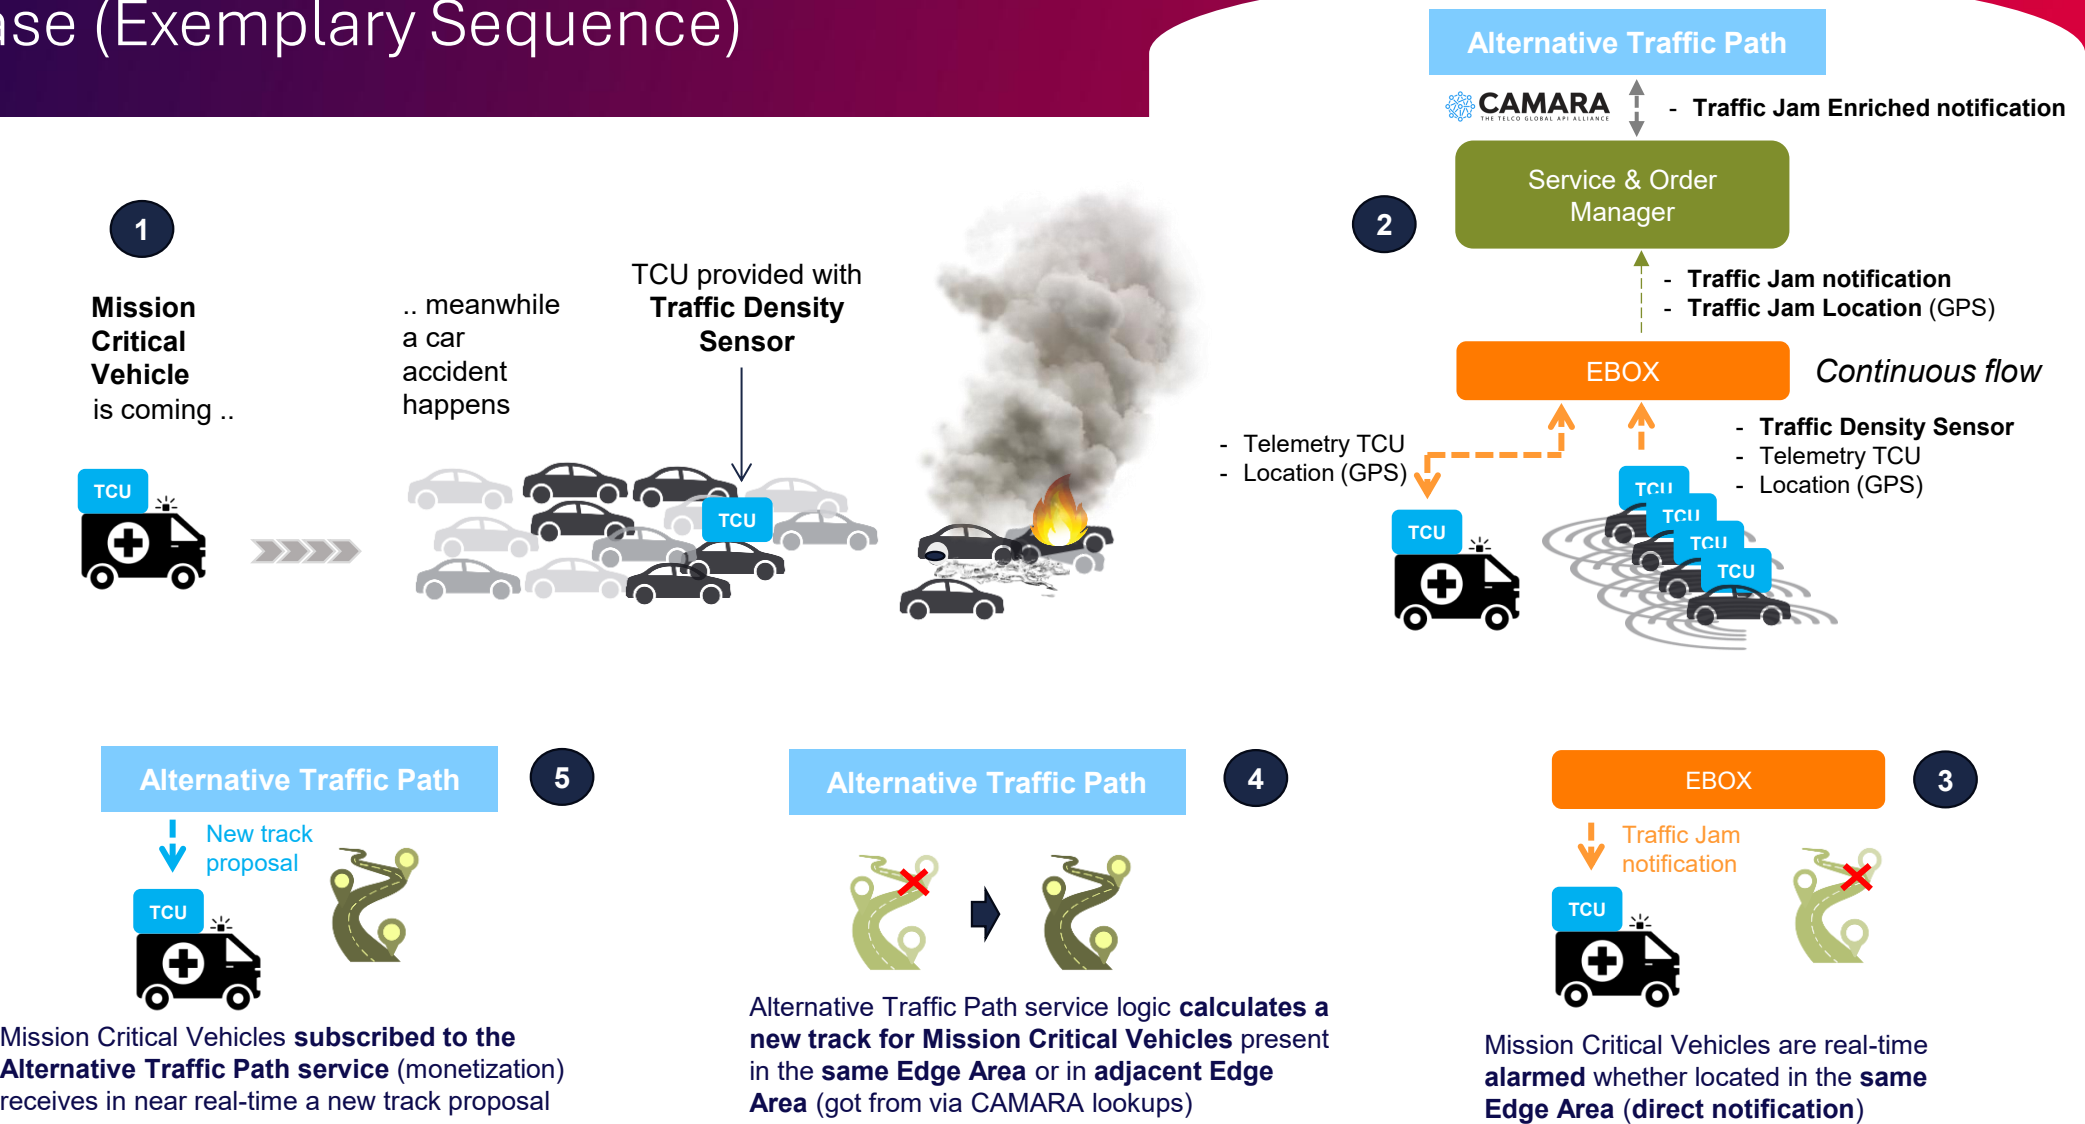 ase (Exemplary Sequence)
Alternative Traffic Path
CAMARA
THE TELCO GLOBAL API ALLIANCE
- Traffic Jam Enriched notification
Service & Order
Manager
2
- Traffic Jam notification
- Traffic Jam Location (GPS)
EBOX
Continuous flow
- Telemetry TCU
- Location (GPS)
- Traffic Density Sensor
- Telemetry TCU
- Location (GPS)
TCU
TCU
TCU
TCU
TCU
1
Mission
Critical
Vehicle
is coming ..
.. meanwhile
a car
accident
happens
TCU provided with
Traffic Density
Sensor
TCU
TCU
EBOX
3
Traffic Jam
notification
TCU
Mission Critical Vehicles are real-time
alarmed whether located in the same
Edge Area (direct notification)
Alternative Traffic Path
4
Alternative Traffic Path service logic calculates a
new track for Mission Critical Vehicles present
in the same Edge Area or in adjacent Edge
Area (got from via CAMARA lookups)
Alternative Traffic Path
5
New track
proposal
TCU
Mission Critical Vehicles subscribed to the
Alternative Traffic Path service (monetization)
receives in near real-time a new track proposal